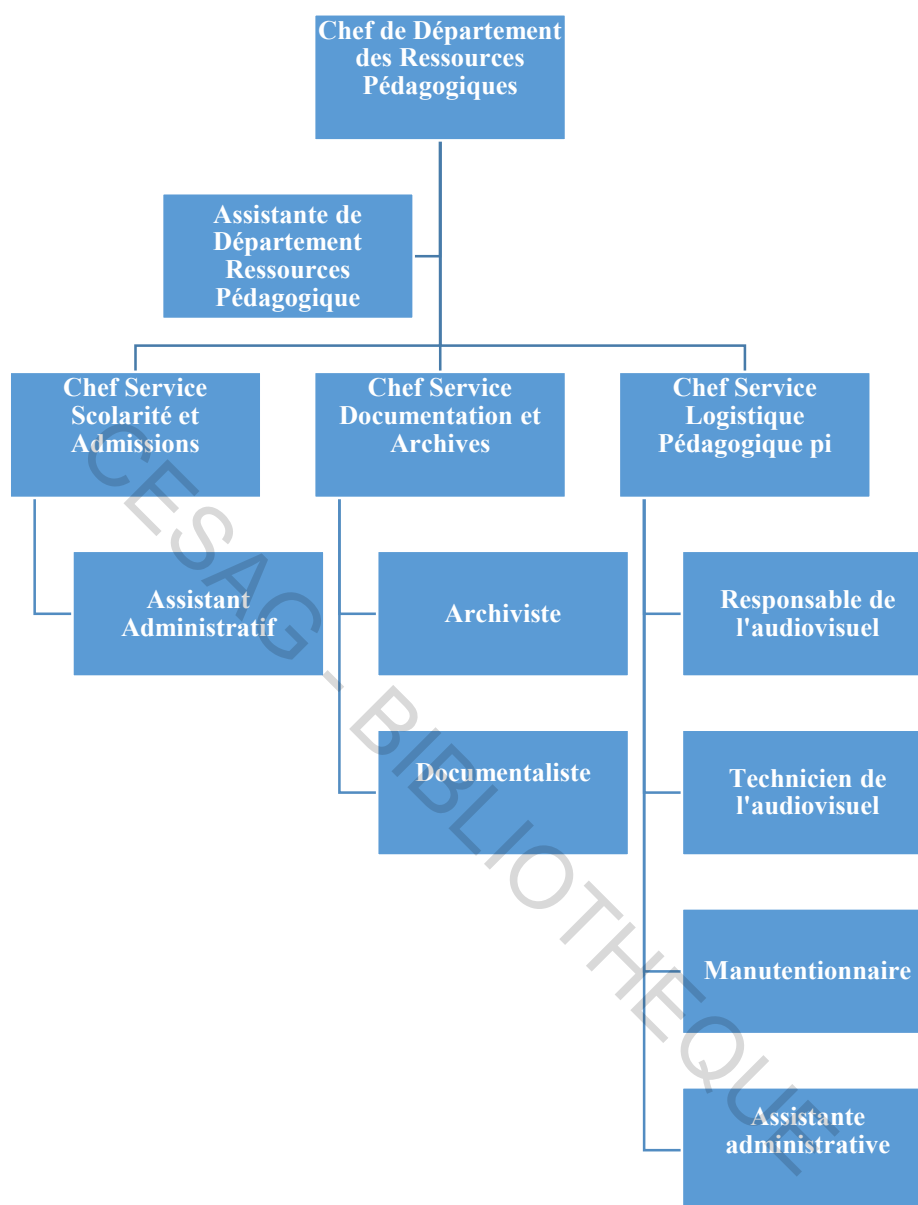 Chef de Département
des Ressources
Pédagogiques
Assistante de
Département
Ressources
Pédagogique
Chef Service
Scolarité et
Admissions
Chef Service
Documentation et
Archives
Chef Service
Logistique
Pédagogique pi
Assistant
Administratif
Archiviste
Responsable de
l'audiovisuel
Documentaliste
Technicien de
l'audiovisuel
Manutentionnaire
Assistante
administrative
CESAG - BIBLIOTHEQUE